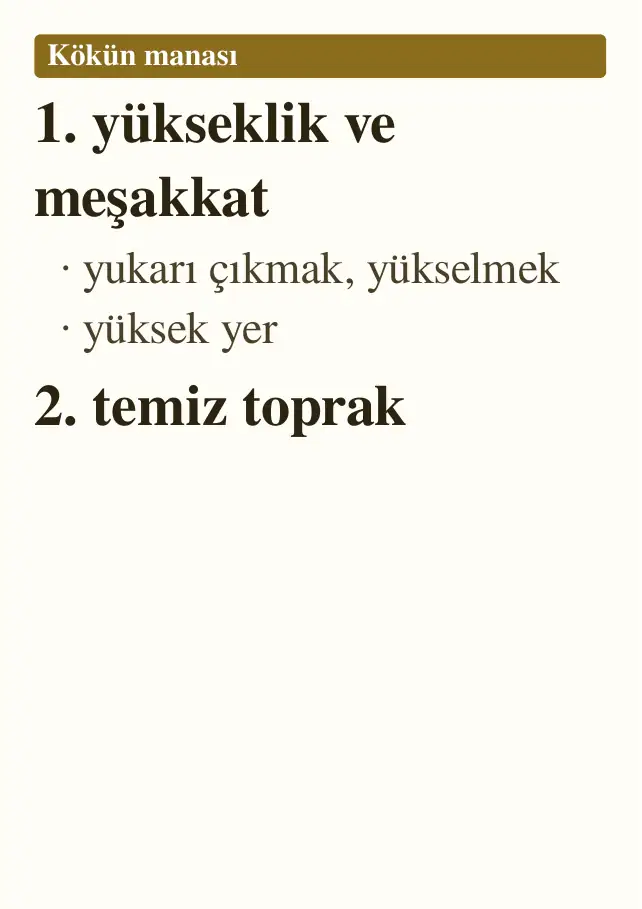 Kökün manası
1. yükseklik ve
meşakkat
· yukarı çıkmak, yükselmek
· yüksek yer
2. temiz toprak